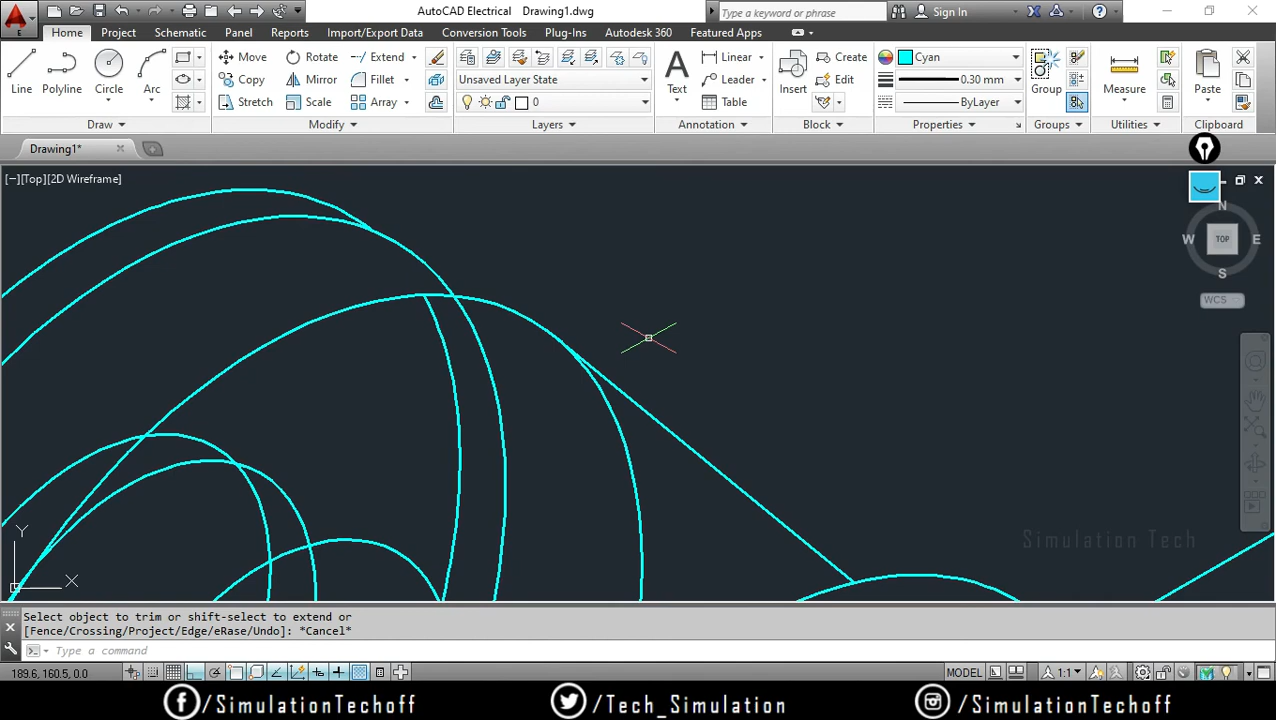 AutoCAD Electrical Drawing1.dwg
Type a keyword or phrase
Sign In
E
Home Project Schematic Panel Reports Import/Export Data Conversion Tools Plug-Ins Autodesk 360 Featured Apps
Line Polyline Circle Arc
Move Rotate Extend
Copy Mirror Fillet
Stretch Scale Array
Unsaved Layer State
0
Text
Linear
Leader
Table
Insert
Create
Edit
Cyan
0.30 mm
ByLayer
Group
Measure
Paste
Draw Modify Layers Annotation Block Properties Groups Utilities Clipboard
Drawing1*
[−][Top][2D Wireframe]
N
W TOP E
S
WCS
Simulation Tech
Y
X
Select object to trim or shift-select to extend or
[Fence/Crossing/Project/Edge/eRase/Undo]: *Cancel*
Type a command
189.6, 160.5, 0.0
MODEL
1:1
/SimulationTechoff
/Tech_Simulation
/SimulationTechoff